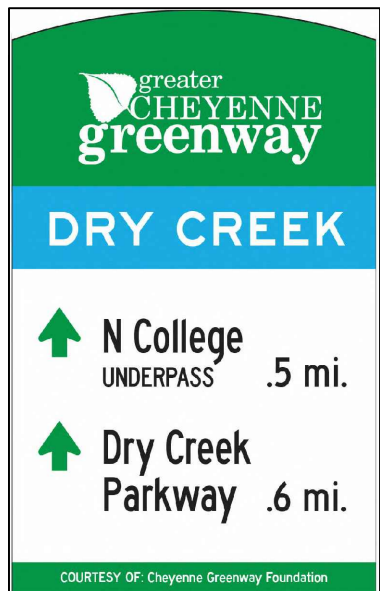 greater
CHEYENNE
greenway
DRY CREEK
N College
UNDERPASS .5 mi.
Dry Creek
Parkway .6 mi.
COURTESY OF: Cheyenne Greenway Foundation